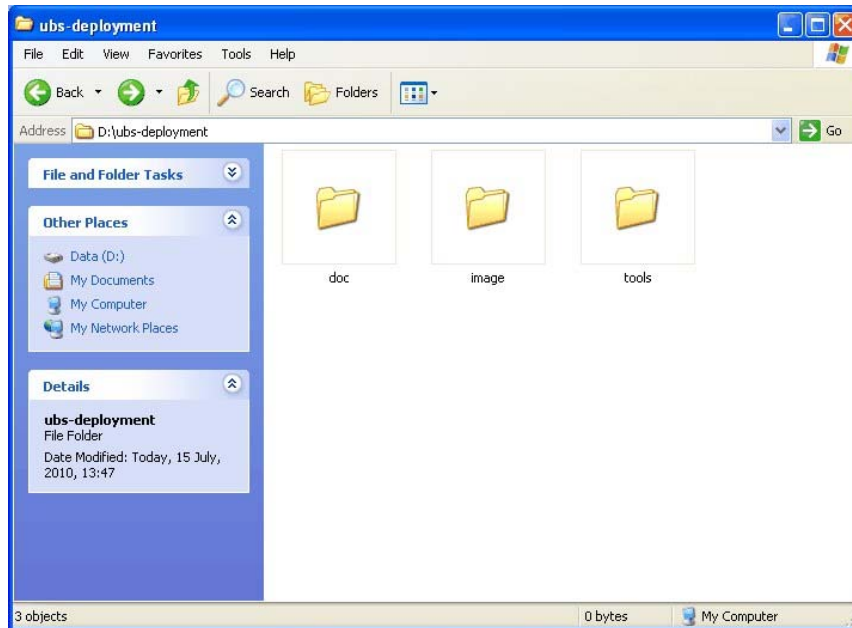 ubs-deployment
File Edit View Favorites Tools Help
Back Search Folders
Address D:\ubs-deployment Go
File and Folder Tasks
Other Places
Data (D:)
My Documents
My Computer
My Network Places
Details
ubs-deployment
File Folder
Date Modified: Today, 15 July,
2010, 13:47
doc image tools
3 objects 0 bytes My Computer